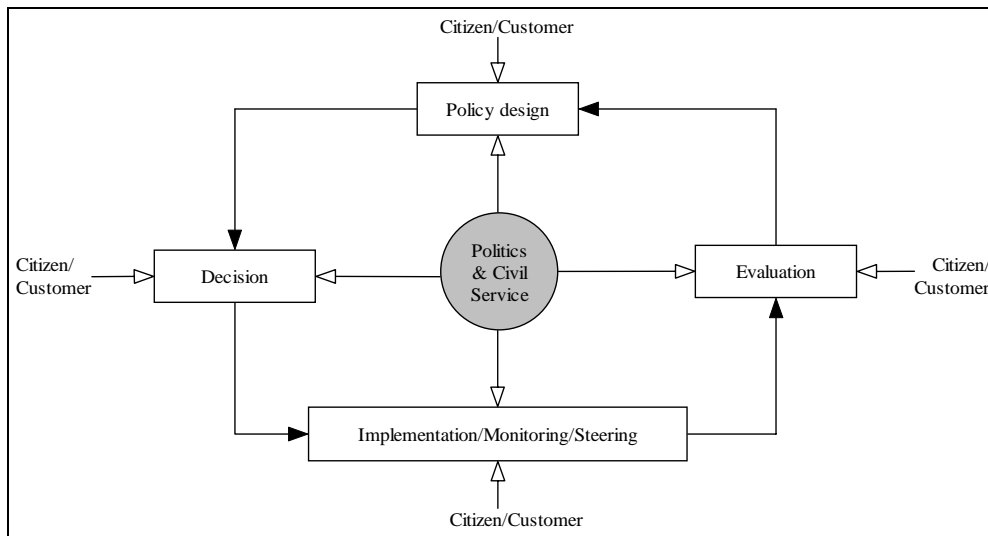 Citizen/Customer
Policy design
Citizen/
Customer
Decision
Politics
& Civil
Service
Evaluation
Citizen/
Customer
Implementation/Monitoring/Steering
Citizen/Customer